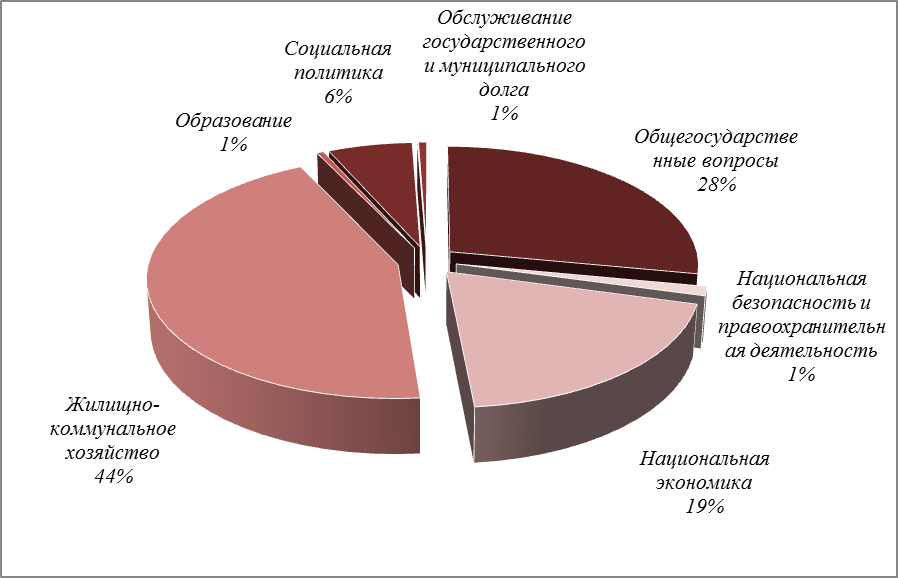 Обслуживание
государственного
и муниципального
долга
1%
Социальная
политика
6%
Образование
1%
Общегосударстве
нные вопросы
28%
Национальная
безопасность и
правоохранительн
ая деятельность
1%
Жилищно-
коммунальное
хозяйство
44%
Национальная
экономика
19%